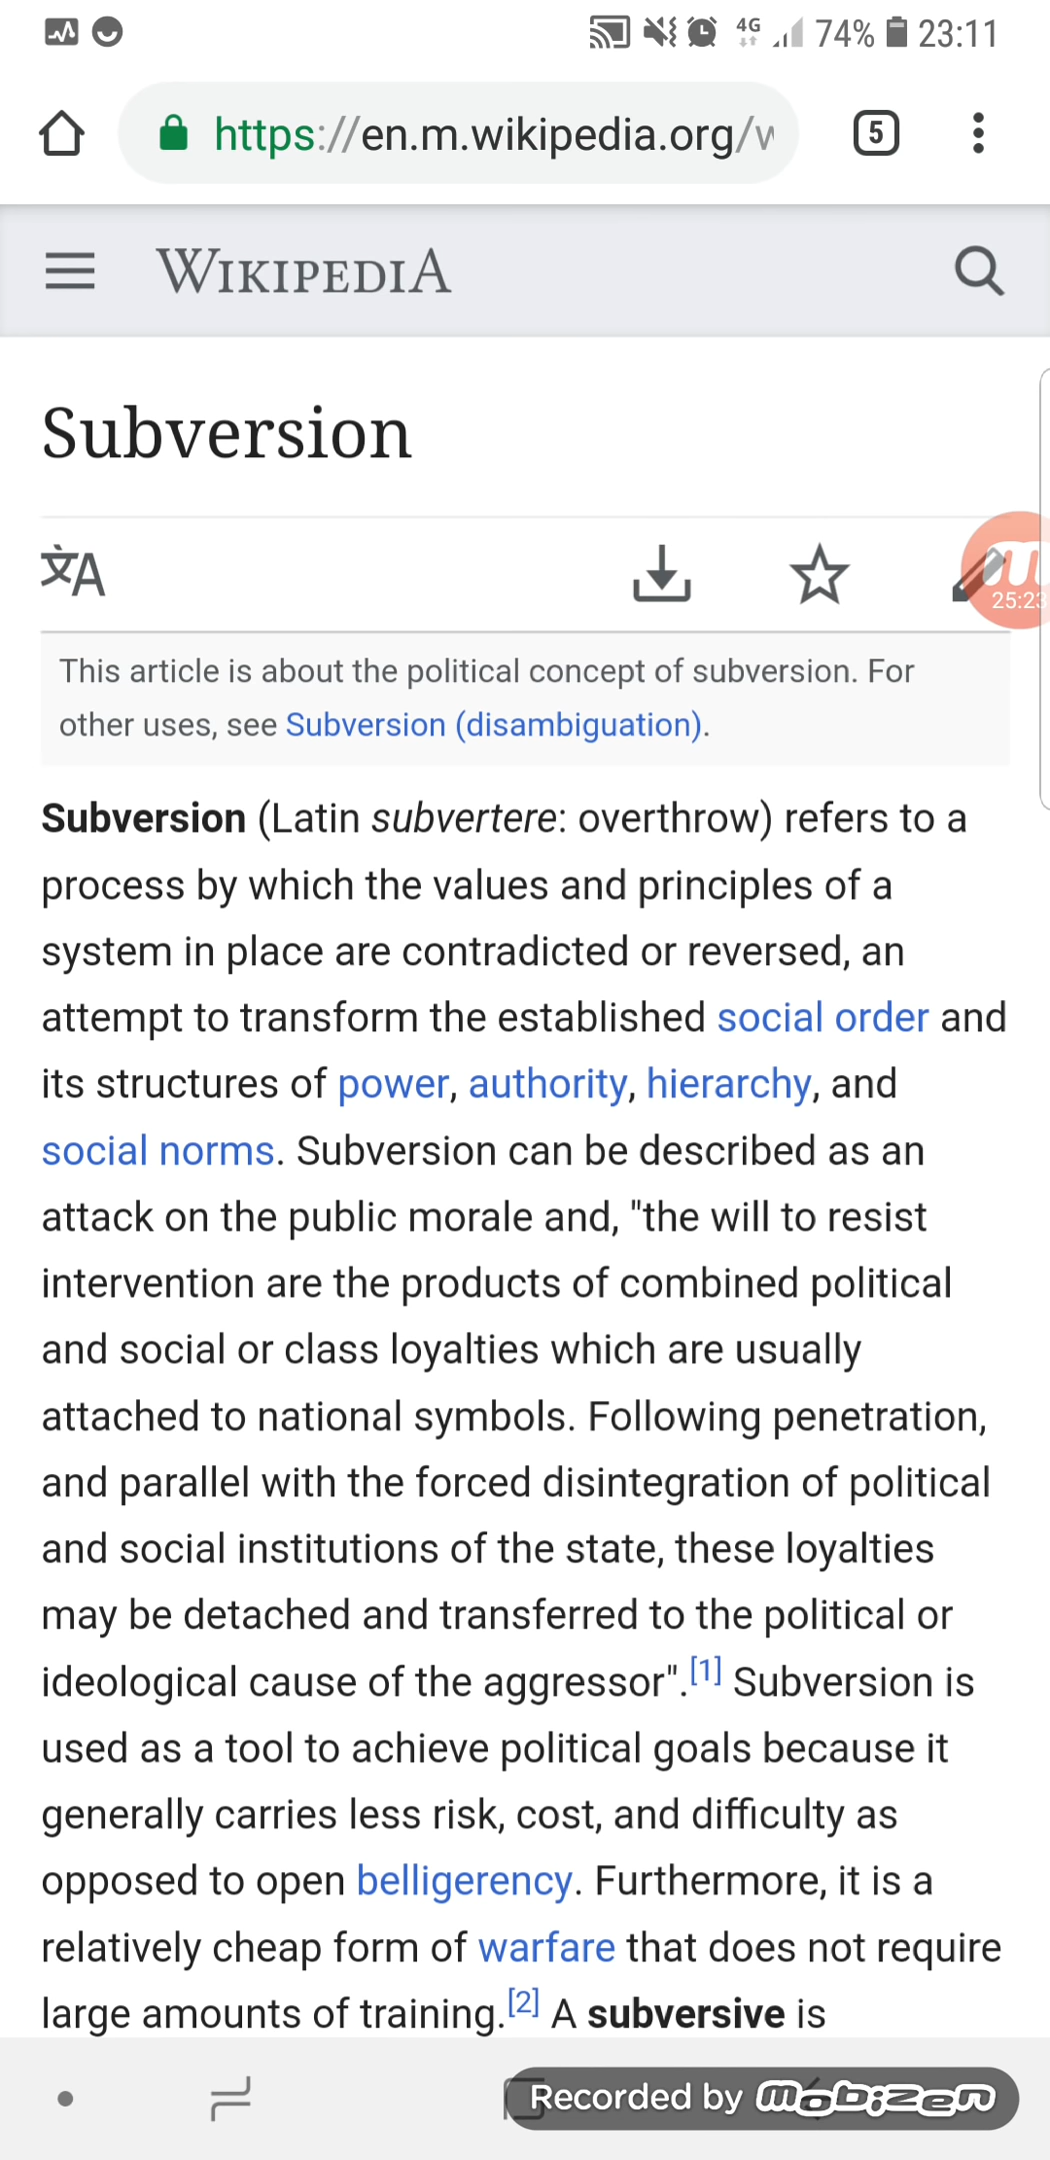 4G 74% 23:11
https://en.m.wikipedia.org/w
5
WIKIPEDIA
Subversion
文A
25:23
This article is about the political concept of subversion. For
other uses, see Subversion (disambiguation).
Subversion (Latin subvertere: overthrow) refers to a
process by which the values and principles of a
system in place are contradicted or reversed, an
attempt to transform the established social order and
its structures of power, authority, hierarchy, and
social norms. Subversion can be described as an
attack on the public morale and, "the will to resist
intervention are the products of combined political
and social or class loyalties which are usually
attached to national symbols. Following penetration,
and parallel with the forced disintegration of political
and social institutions of the state, these loyalties
may be detached and transferred to the political or
ideological cause of the aggressor".[1] Subversion is
used as a tool to achieve political goals because it
generally carries less risk, cost, and difficulty as
opposed to open belligerency. Furthermore, it is a
relatively cheap form of warfare that does not require
large amounts of training.[2] A subversive is
Recorded by mobizen